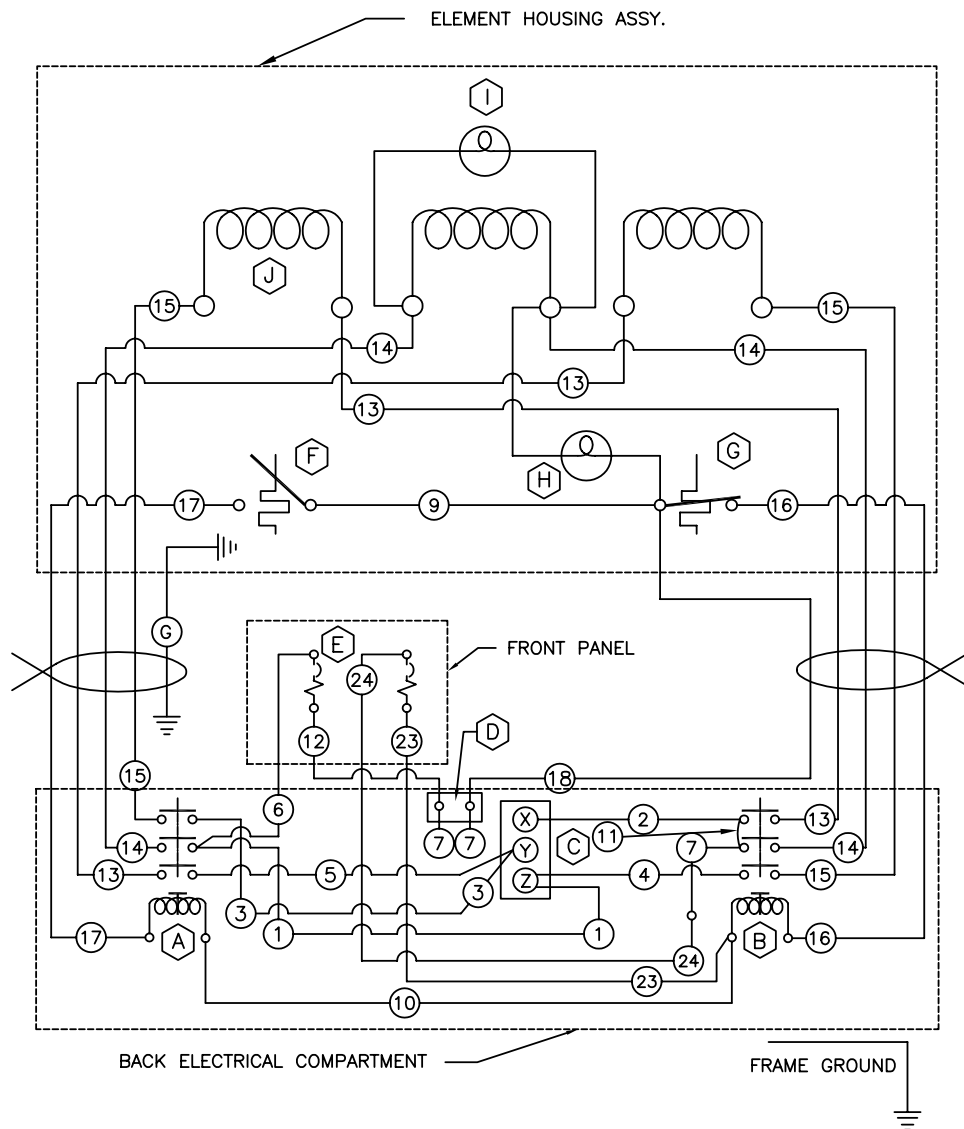 ELEMENT HOUSING ASSY.
I
J
15
15
14
14
13
13
F
G
H
17
9
16
G
E
FRONT PANEL
24
12
23
D
15
18
6
X
2
11
13
14
7
7
Y
C
7
14
13
5
Z
4
15
3
3
1
1
17
A
B
16
24
23
10
BACK ELECTRICAL COMPARTMENT
FRAME GROUND